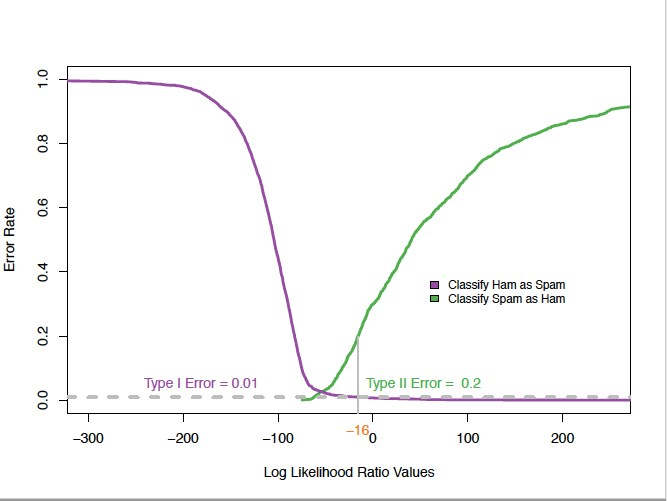 1.0
0.8
0.6
0.4
0.2
0.0
Error Rate
Classify Ham as Spam
Classify Spam as Ham
Type I Error = 0.01
Type II Error = 0.2
−16
−300 −200 −100 0 100 200
Log Likelihood Ratio Values